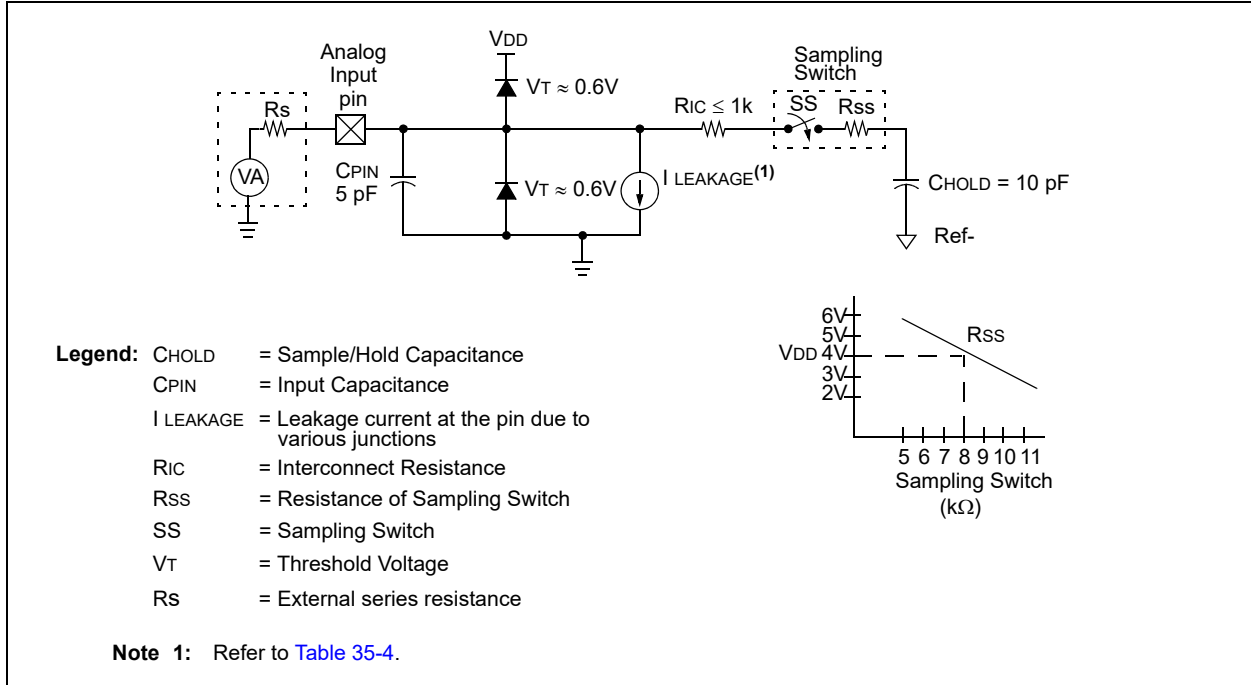 VDD
Analog
Input
pin
Sampling
Switch
VT ≈ 0.6V
RIC ≤ 1k
SS
Rss
Rs
VA
CPIN
5 pF
VT ≈ 0.6V
I LEAKAGE(1)
CHOLD = 10 pF
Ref-
6V
5V
VDD 4V
3V
2V
RSS
5 6 7 8 9 10 11
Sampling Switch
(kΩ)
Legend: CHOLD = Sample/Hold Capacitance
CPIN = Input Capacitance
I LEAKAGE = Leakage current at the pin due to
various junctions
RIC = Interconnect Resistance
RSS = Resistance of Sampling Switch
SS = Sampling Switch
VT = Threshold Voltage
Rs = External series resistance
Note 1: Refer to Table 35-4.